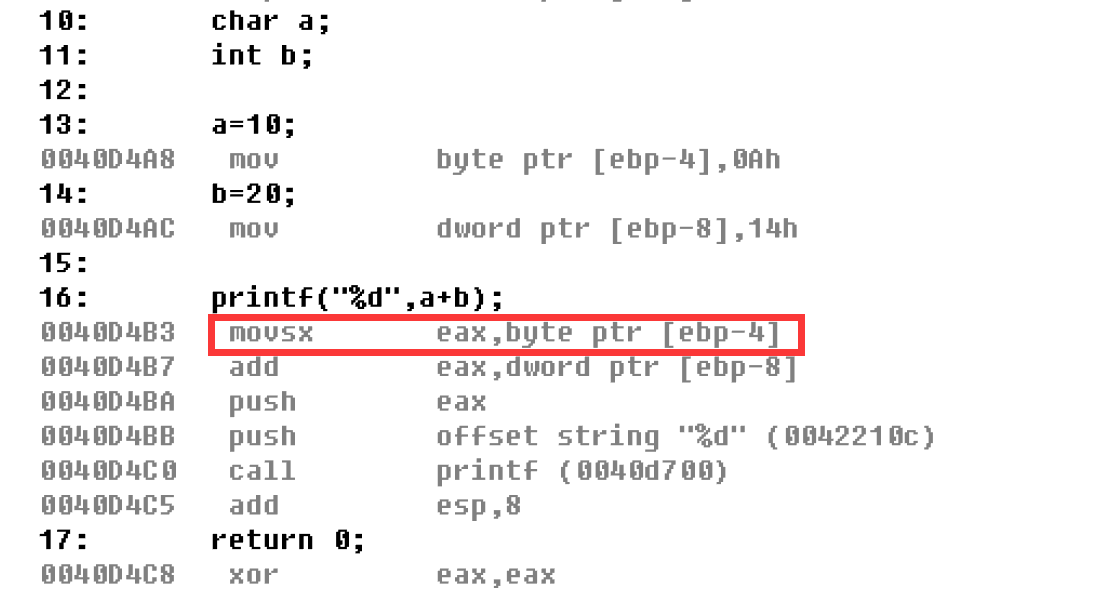 10: char a;
11: int b;
12:
13: a=10;
0040D4A8 mov byte ptr [ebp-4],0Ah
14: b=20;
0040D4AC mov dword ptr [ebp-8],14h
15:
16: printf("%d",a+b);
0040D4B3 movsx eax,byte ptr [ebp-4]
0040D4B7 add eax,dword ptr [ebp-8]
0040D4BA push eax
0040D4BB push offset string "%d" (0042210c)
0040D4C0 call printf (0040d700)
0040D4C5 add esp,8
17: return 0;
0040D4C8 xor eax,eax